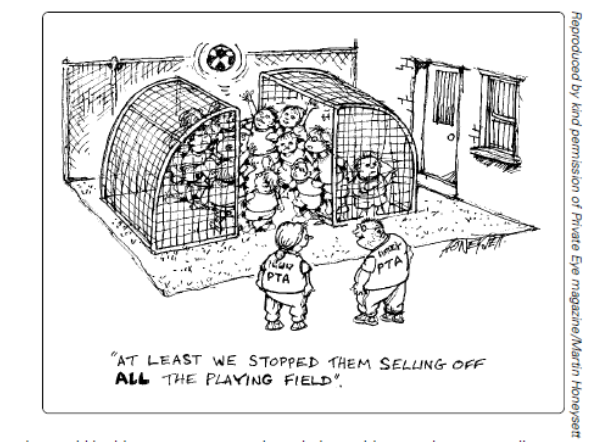 Reproduced by kind permission of Private Eye magazine/Martin Honeysett
PTA
PTA
HONEYSETT
"AT LEAST WE STOPPED THEM SELLING OFF
ALL THE PLAYING FIELD".